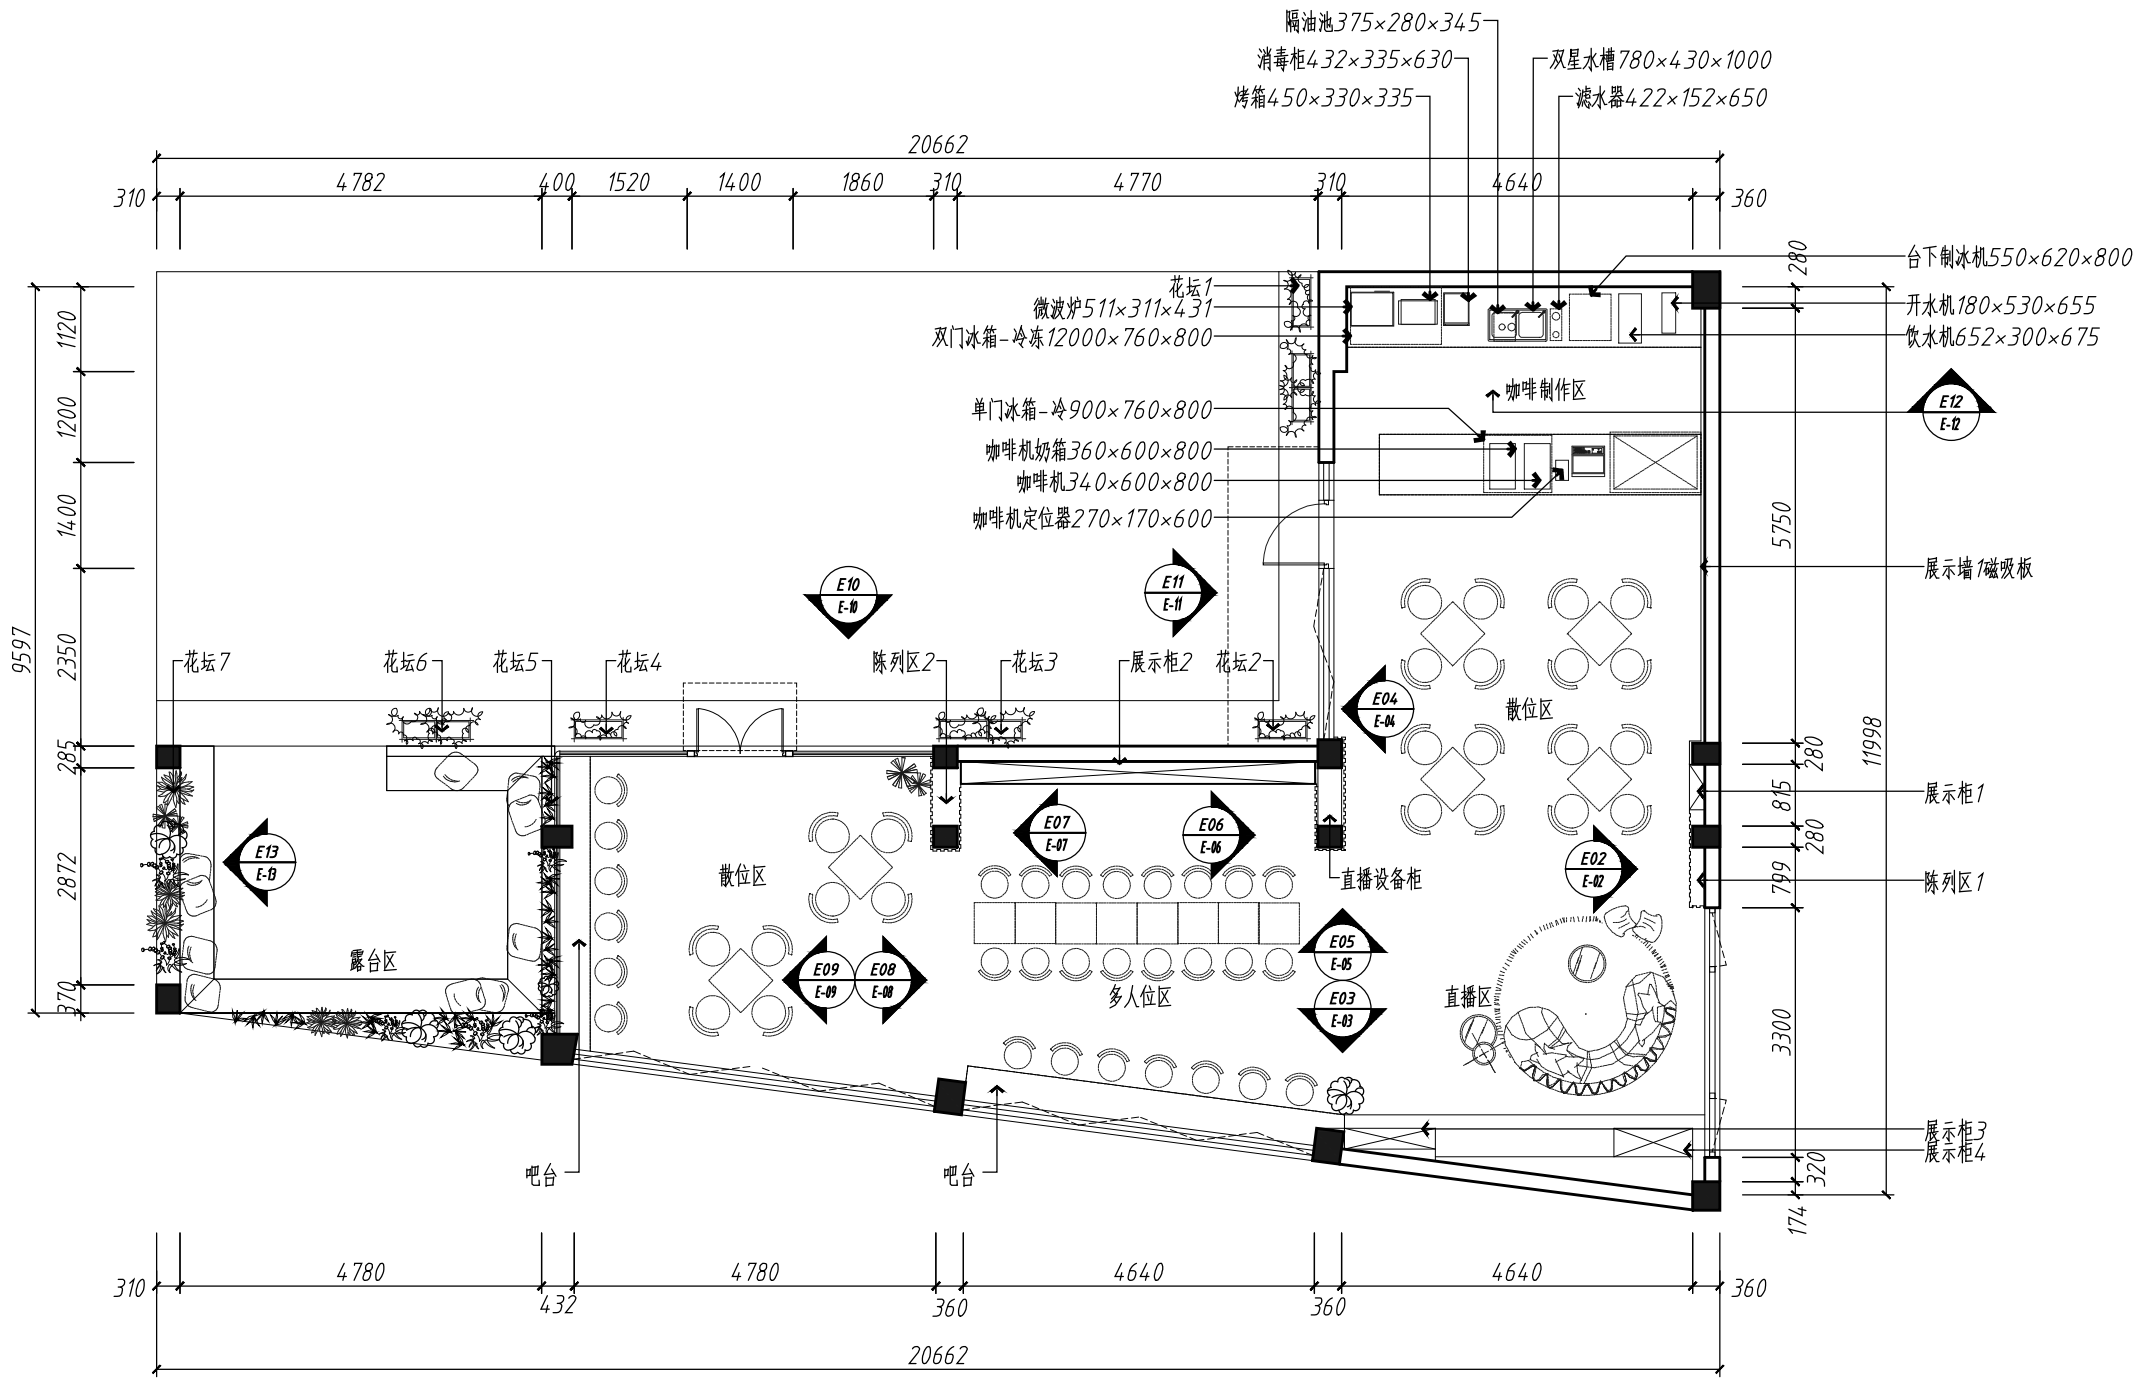 隔油池375×280×345
消毒柜432×335×630
双星水槽780×430×1000
烤箱450×330×335
滤水器422×152×650
20662
310
4782
400
1520
1400
1860
310
4770
310
4640
360
280
台下制冰机550×620×800
花坛1
微波炉511×311×431
开水机180×530×655
双门冰箱-冷冻12000×760×800
饮水机652×300×675
1120
咖啡制作区
单门冰箱-冷900×760×800
E12
E-12
1200
咖啡机奶箱360×600×800
咖啡机340×600×800
咖啡机定位器270×170×600
1400
5750
展示墙1磁吸板
E10
E-10
E11
E-11
9597
2350
花坛7
花坛6
花坛5
花坛4
陈列区2
花坛3
展示柜2
花坛2
E04
E-04
散位区
11998
285
280
815
展示柜1
E13
E-13
E07
E-07
E06
E-06
280
2872
散位区
直播设备柜
E02
E-02
799
陈列区1
露台区
E09
E-09
E08
E-08
E05
E-05
多人位区
直播区
370
E03
E-03
3300
展示柜3
展示柜4
吧台
吧台
320
174
310
4780
432
4780
360
4640
360
4640
360
20662